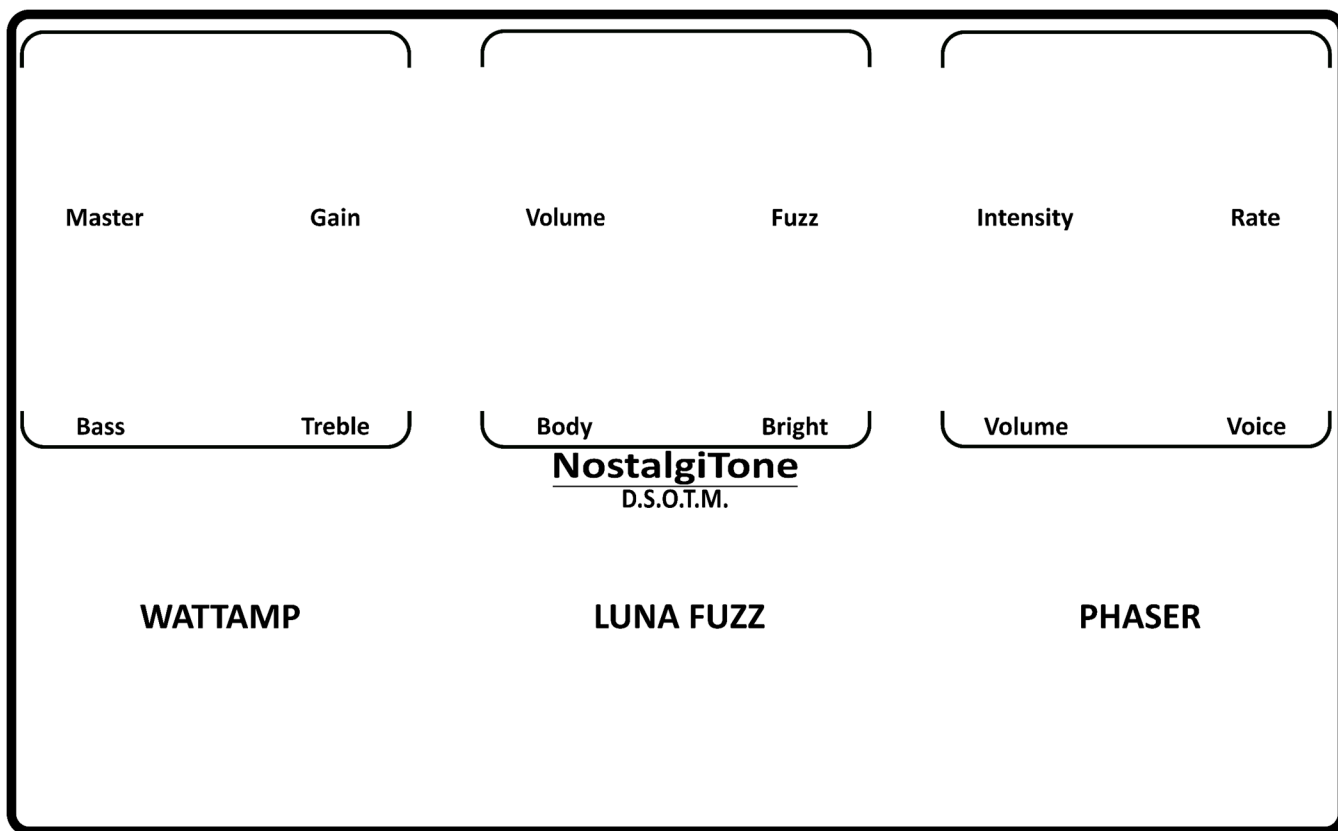 Master Gain Volume Fuzz Intensity Rate
Bass Treble Body Bright Volume Voice
NostalgiTone
D.S.O.T.M.
WATTAMP LUNA FUZZ PHASER